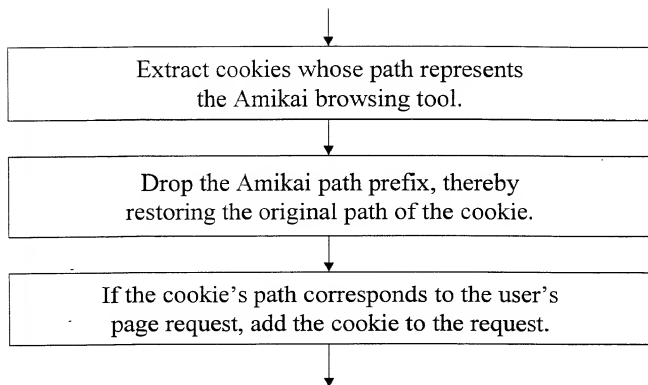 Extract cookies whose path represents
the Amikai browsing tool.
Drop the Amikai path prefix, thereby
restoring the original path of the cookie.
If the cookie's path corresponds to the user's
page request, add the cookie to the request.